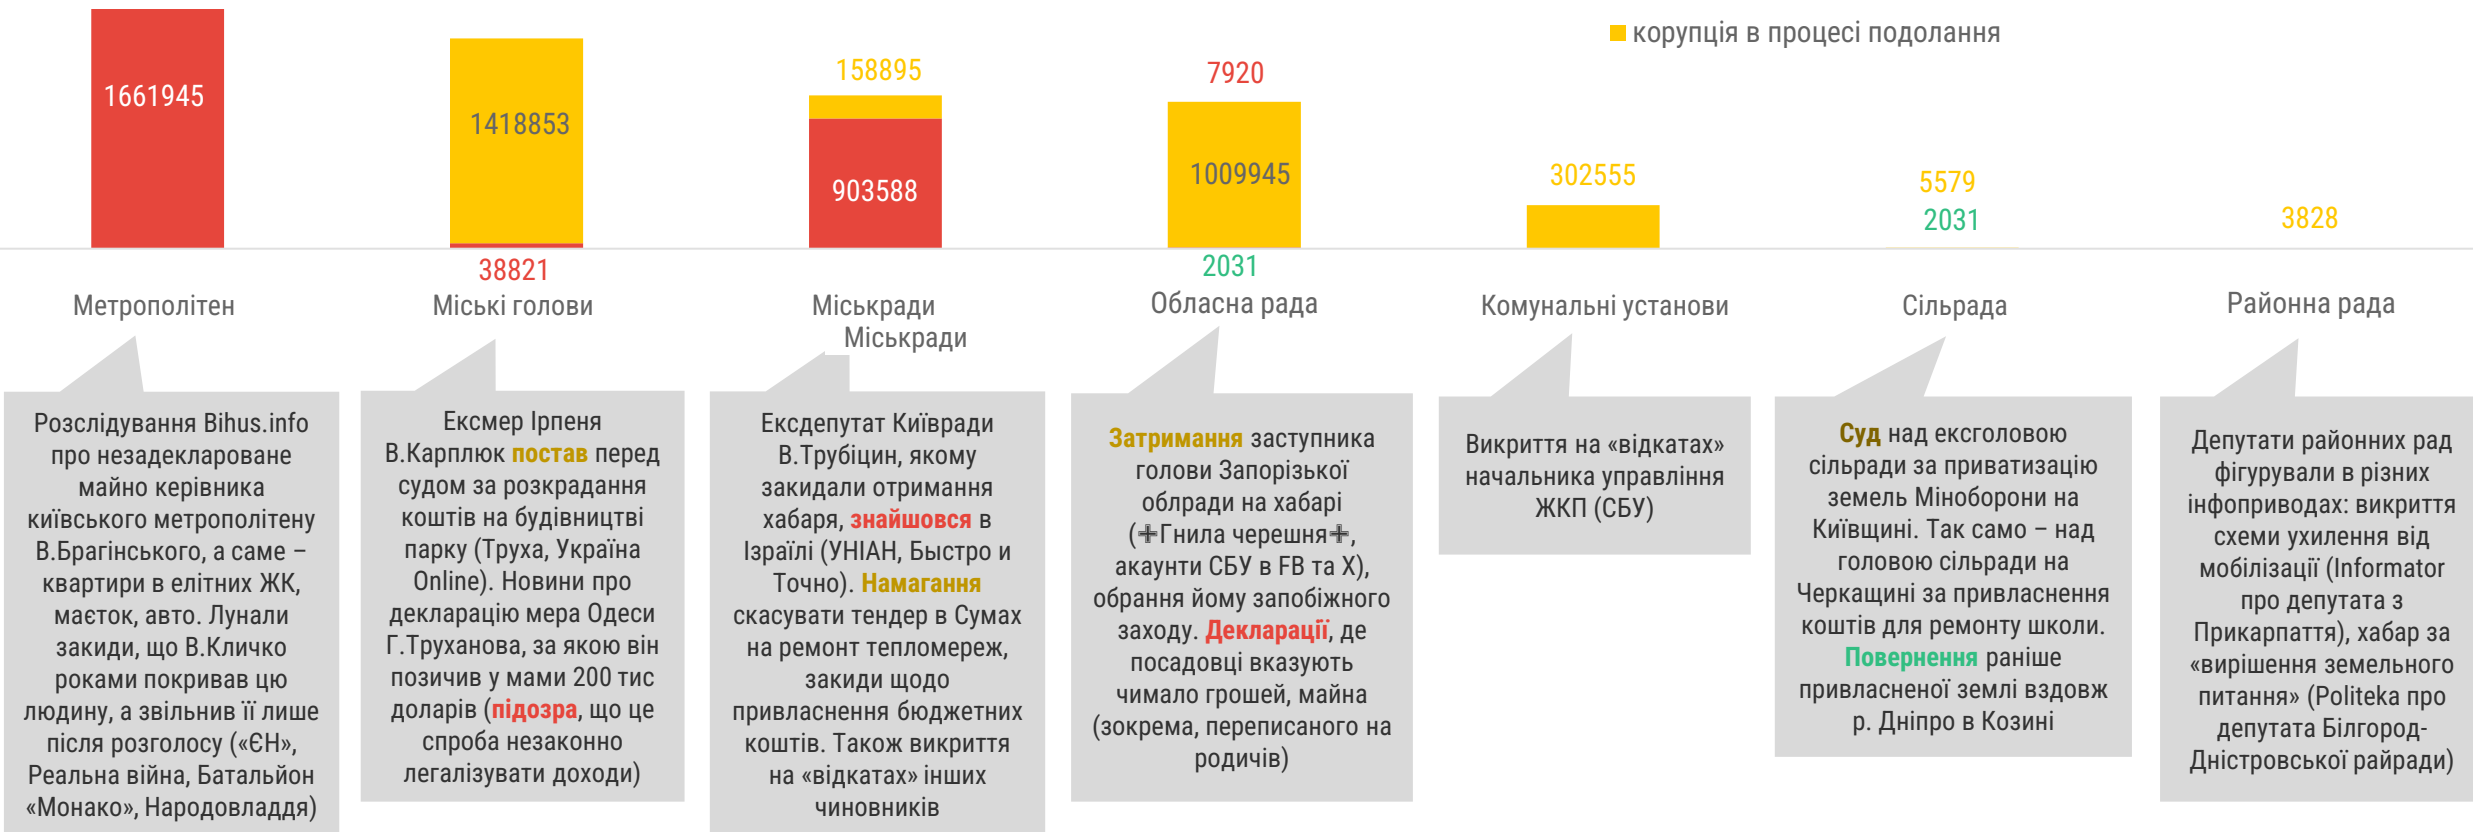 корупція в процесі подолання
1661945
1418853
38821
158895
903588
7920
1009945
2031
302555
5579
2031
3828
Метрополітен
Міські голови
Міськради
Міськради
Обласна рада
Комунальні установи
Сільрада
Районна рада
Розслідування Bihus.info
про незадеклароване
майно керівника
київського метрополітену
В.Брагінського, а саме –
квартири в елітних ЖК,
маєток, авто. Лунали
закиди, що В.Кличко
роками покривав цю
людину, а звільнив її лише
після розголосу («ЄН»,
Реальна війна, Батальйон
«Монако», Народовладдя)
Ексмер Ірпеня
В.Карплюк постав перед
судом за розкрадання
коштів на будівництві
парку (Труха, Україна
Online). Новини про
декларацію мера Одеси
Г.Труханова, за якою він
позичив у мами 200 тис
доларів (підозра, що це
спроба незаконно
легалізувати доходи)
Ексдепутат Київради
В.Трубіцин, якому
закидали отримання
хабаря, знайшовся в
Ізраїлі (УНІАН, Быстро и
Точно). Намагання
скасувати тендер в Сумах
на ремонт тепломереж,
закиди щодо
привласнення бюджетних
коштів. Також викриття
на «відкатах» інших
чиновників
Затримання заступника
голови Запорізької
облради на хабарі
(✙Гнила черешня✙,
акаунти СБУ в FB та X),
обрання йому запобіжного
заходу. Декларації, де
посадовці вказують
чимало грошей, майна
(зокрема, переписаного на
родичів)
Викриття на «відкатах»
начальника управління
ЖКП (СБУ)
Суд над ексголовою
сільради за приватизацію
земель Міноборони на
Київщині. Так само – над
головою сільради на
Черкащині за привласнення
коштів для ремонту школи.
Повернення раніше
привласненої землі вздовж
р. Дніпро в Козині
Депутати районних рад
фігурували в різних
інфоприводах: викриття
схеми ухилення від
мобілізації (Informator
про депутата з
Прикарпаття), хабар за
«вирішення земельного
питання» (Politeka про
депутата Білгород-
Дністровської райради)